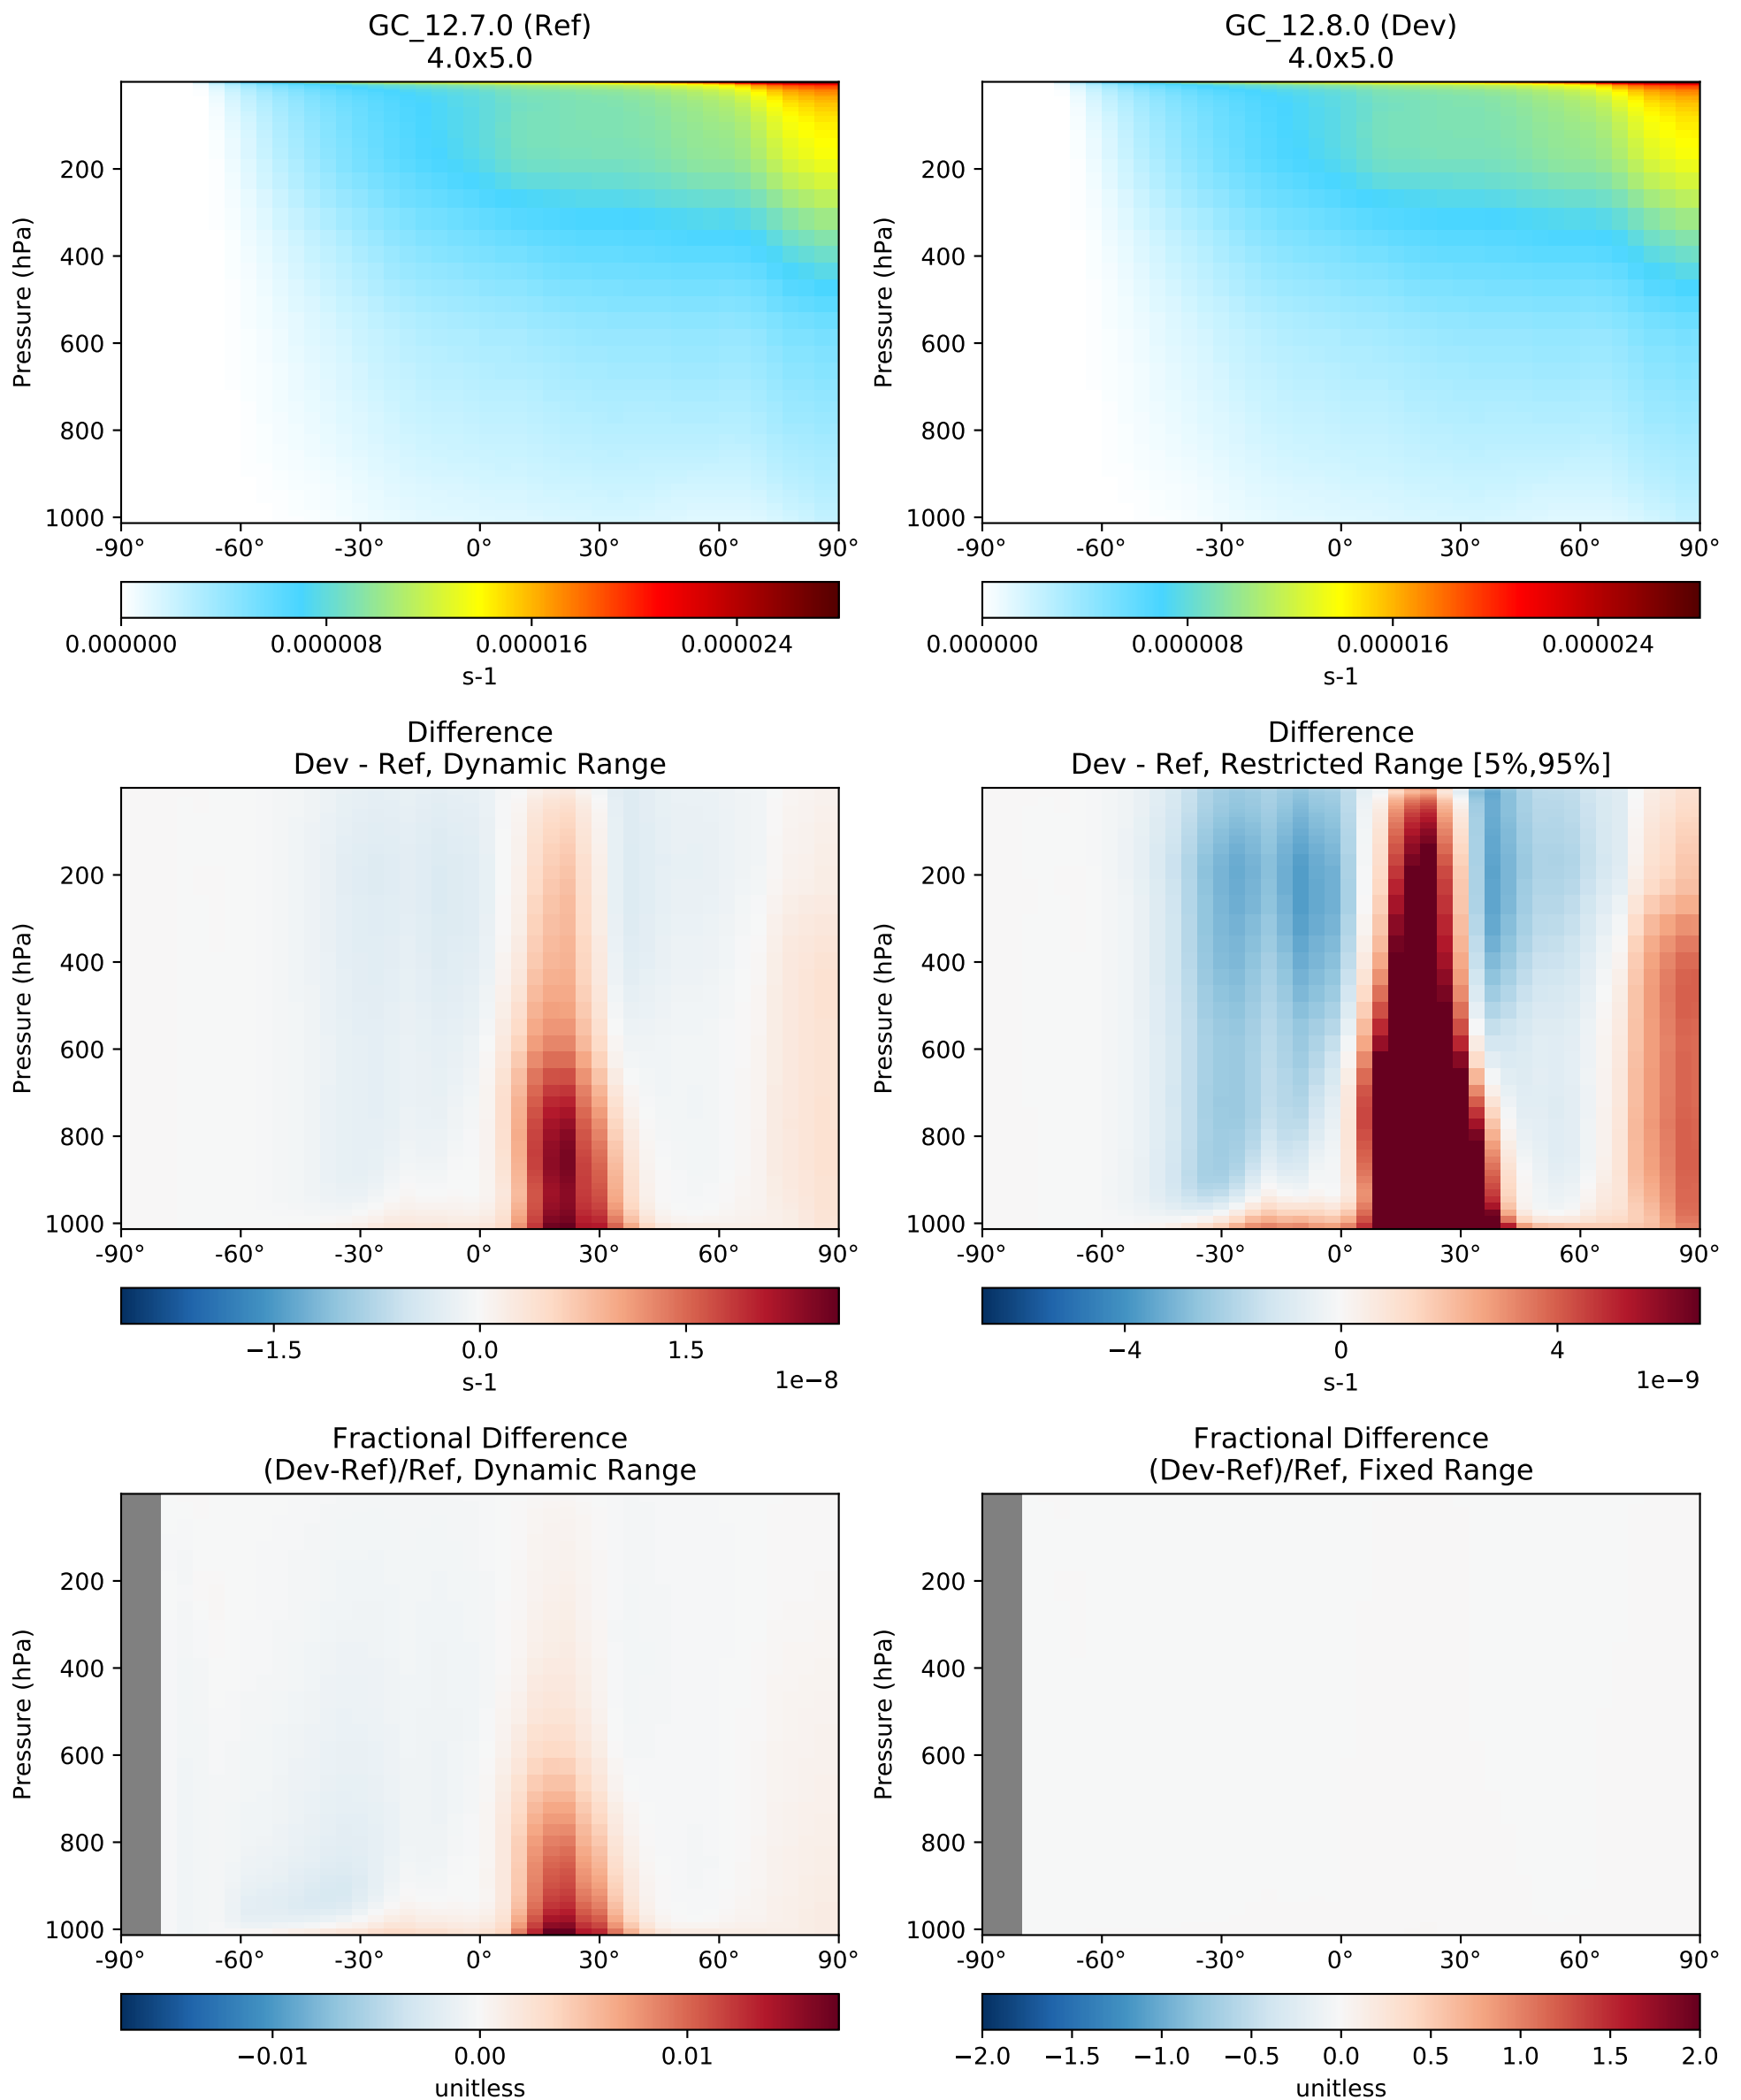 GC_12.7.0 (Ref)
4.0x5.0
Pressure (hPa)
200
400
600
800
1000
-90° -60° -30° 0° 30° 60° 90°
0.000000 0.000008 0.000016 0.000024
s-1
GC_12.8.0 (Dev)
4.0x5.0
Pressure (hPa)
200
400
600
800
1000
-90° -60° -30° 0° 30° 60° 90°
0.000000 0.000008 0.000016 0.000024
s-1
Difference
Dev - Ref, Dynamic Range
Pressure (hPa)
200
400
600
800
1000
-90° -60° -30° 0° 30° 60° 90°
−1.5 0.0 1.5
s-1 1e−8
Difference
Dev - Ref, Restricted Range [5%,95%]
Pressure (hPa)
200
400
600
800
1000
-90° -60° -30° 0° 30° 60° 90°
−4 0 4
s-1 1e−9
Fractional Difference
(Dev-Ref)/Ref, Dynamic Range
Pressure (hPa)
200
400
600
800
1000
-90° -60° -30° 0° 30° 60° 90°
−0.01 0.00 0.01
unitless
Fractional Difference
(Dev-Ref)/Ref, Fixed Range
Pressure (hPa)
200
400
600
800
1000
-90° -60° -30° 0° 30° 60° 90°
−2.0 −1.5 −1.0 −0.5 0.0 0.5 1.0 1.5 2.0
unitless